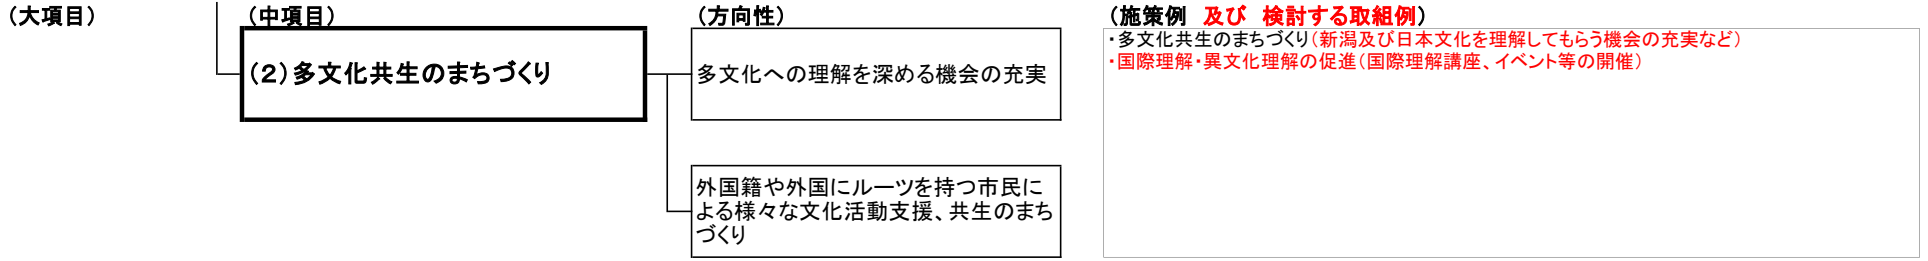 （大項目）
（中項目）
（方向性）
（施策例　及び　検討する取組例）
（２）多文化共生のまちづくり
多文化への理解を深める機会の充実
・多文化共生のまちづくり（新潟及び日本文化を理解してもらう機会の充実など）
・国際理解・異文化理解の促進（国際理解講座、イベント等の開催）
外国籍や外国にルーツを持つ市民に
よる様々な文化活動支援、共生のまち
づくり